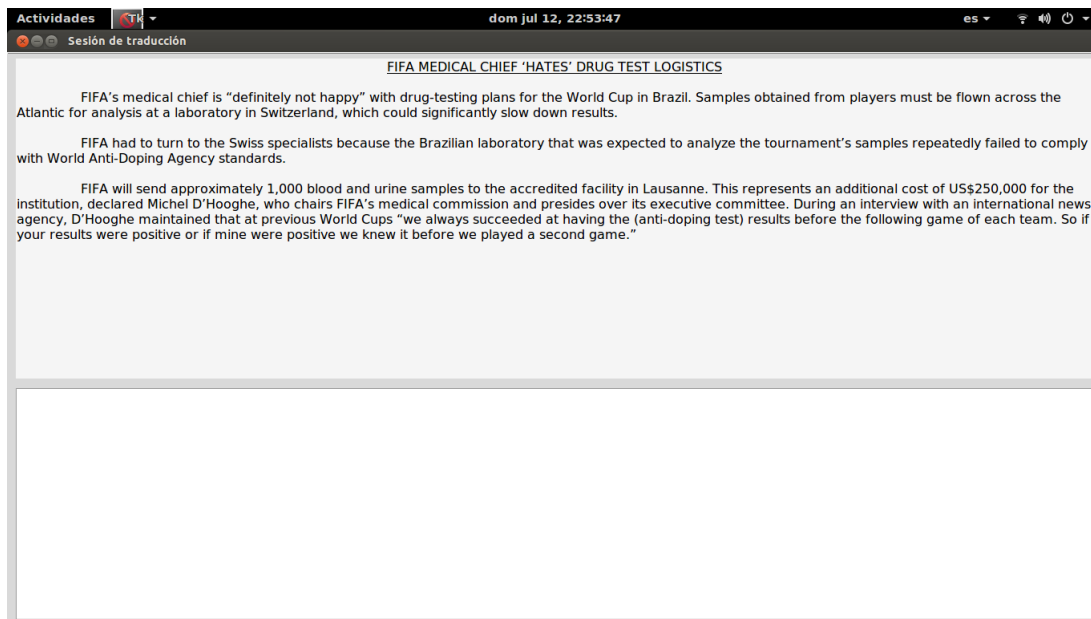 Actividades Tk dom jul 12, 22:53:47 es
Sesión de traducción
FIFA MEDICAL CHIEF ‘HATES’ DRUG TEST LOGISTICS
FIFA’s medical chief is “definitely not happy” with drug-testing plans for the World Cup in Brazil. Samples obtained from players must be flown across the
Atlantic for analysis at a laboratory in Switzerland, which could significantly slow down results.
FIFA had to turn to the Swiss specialists because the Brazilian laboratory that was expected to analyze the tournament’s samples repeatedly failed to comply
with World Anti-Doping Agency standards.
FIFA will send approximately 1,000 blood and urine samples to the accredited facility in Lausanne. This represents an additional cost of US$250,000 for the
institution, declared Michel D’Hooghe, who chairs FIFA’s medical commission and presides over its executive committee. During an interview with an international news
agency, D’Hooghe maintained that at previous World Cups “we always succeeded at having the (anti-doping test) results before the following game of each team. So if
your results were positive or if mine were positive we knew it before we played a second game.”